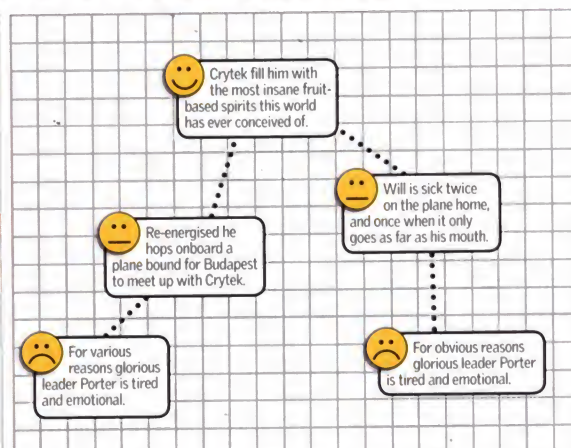 Crytek fill him with
the most insane fruit-
based spirits this world
has ever conceived of.
Will is sick twice
on the plane home,
and once when it only
goes as far as his mouth.
Re-energised he
hops onboard a
plane bound for Budapest
to meet up with Crytek.
For various
reasons glorious
leader Porter is tired
and emotional.
For obvious reasons
glorious leader Porter
is tired and emotional.